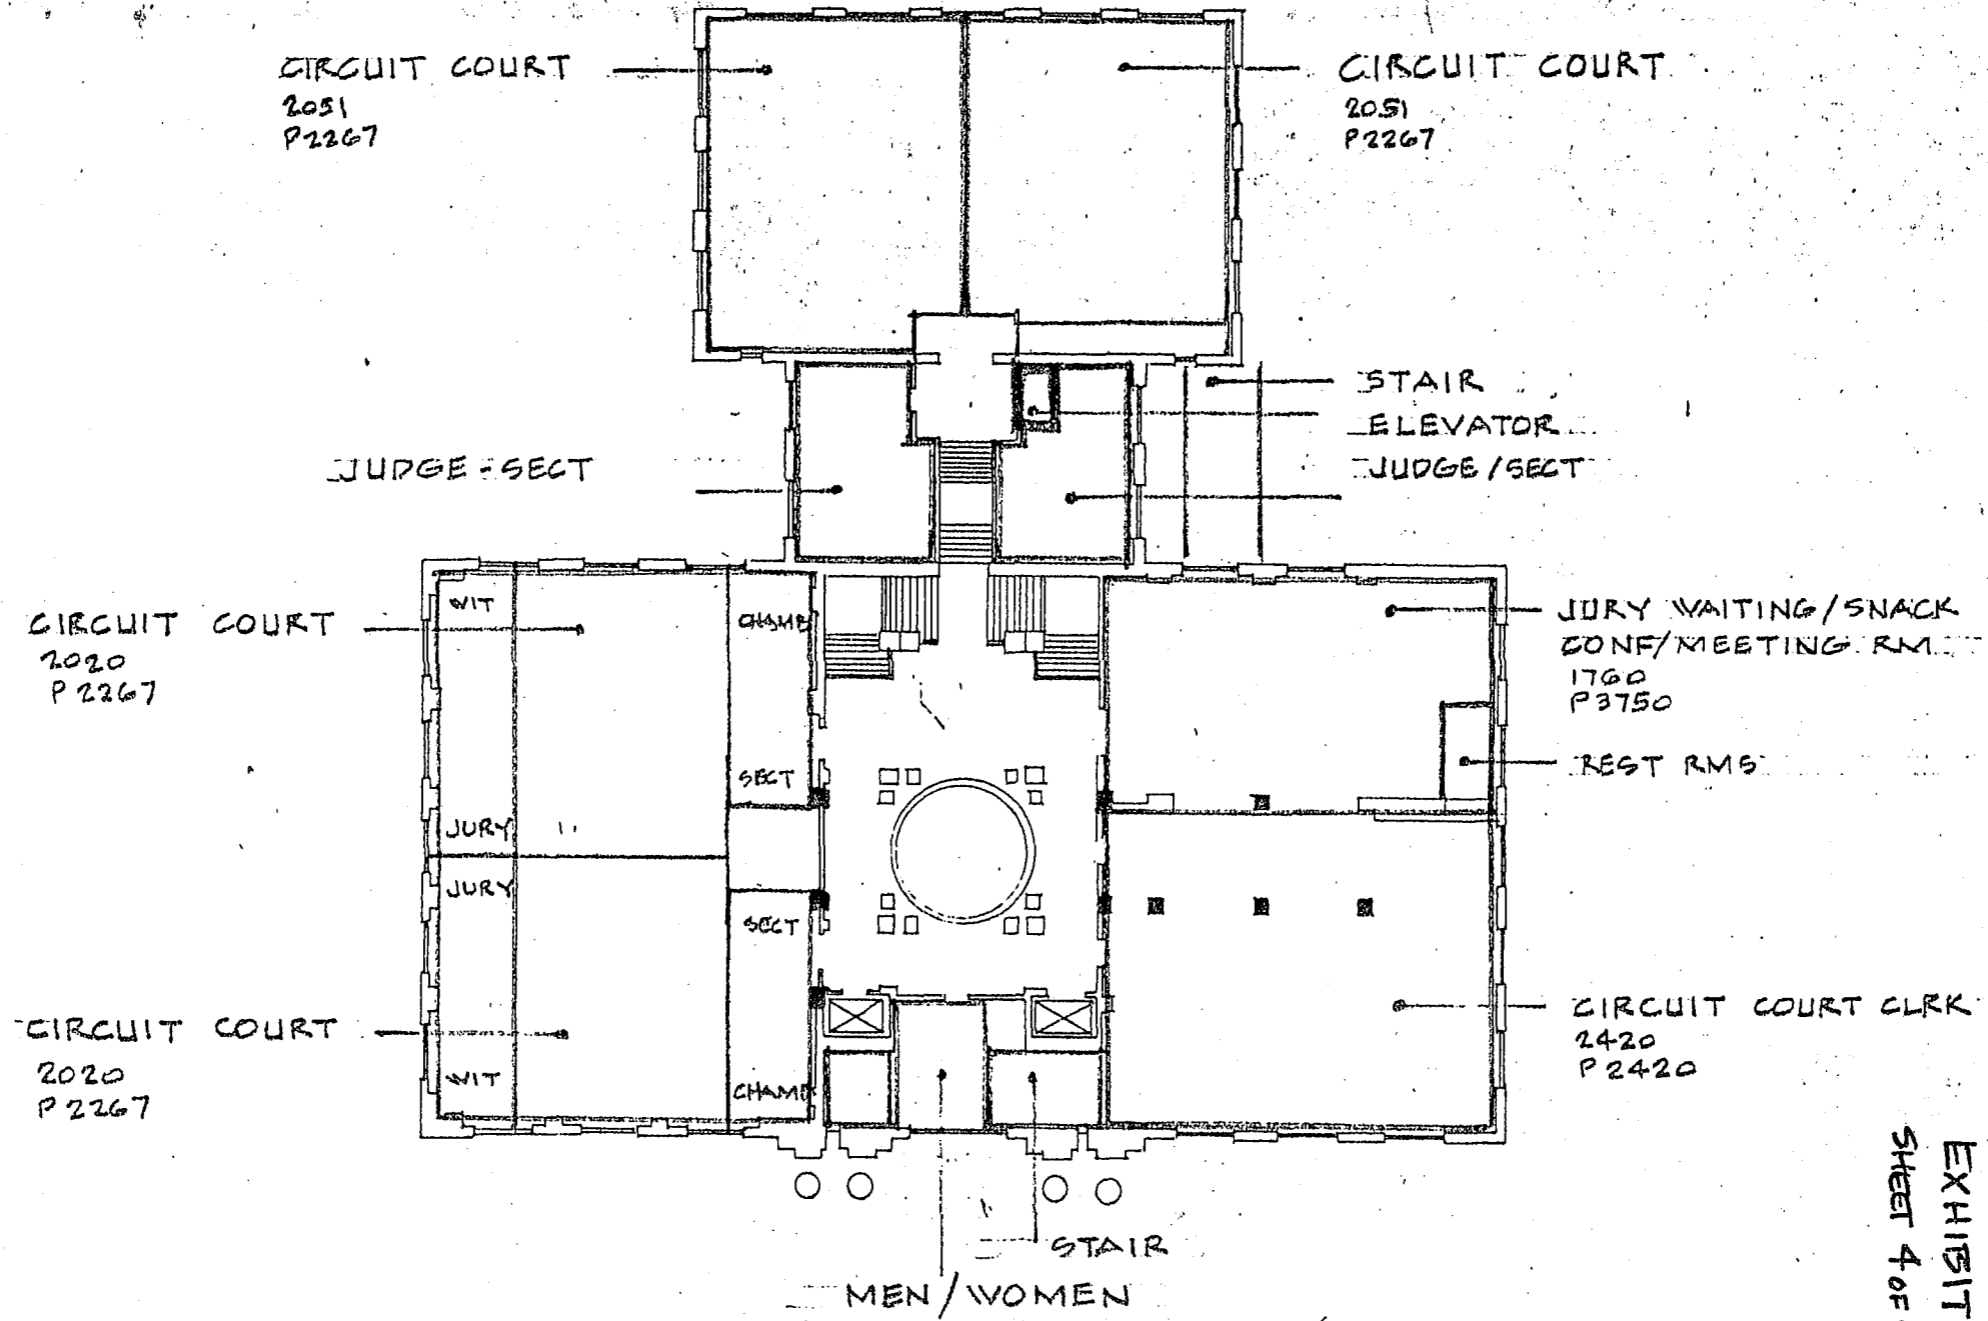 CIRCUIT COURT
2051
P2267
CIRCUIT COURT
2051
P2267
STAIR
ELEVATOR
JUDGE/SECT
JUDGE-SECT
WIT
CHAMB
CIRCUIT COURT
2020
P2267
JURY WAITING/SNACK
CONF/MEETING RM
1760
P3750
SECT
REST RMS
JURY
JURY
SECT
CIRCUIT COURT
2020
P2267
WIT
CHAMB
CIRCUIT COURT CLRK
2420
P2420
STAIR
MEN/WOMEN
EXHIBIT
SHEET 4 OF